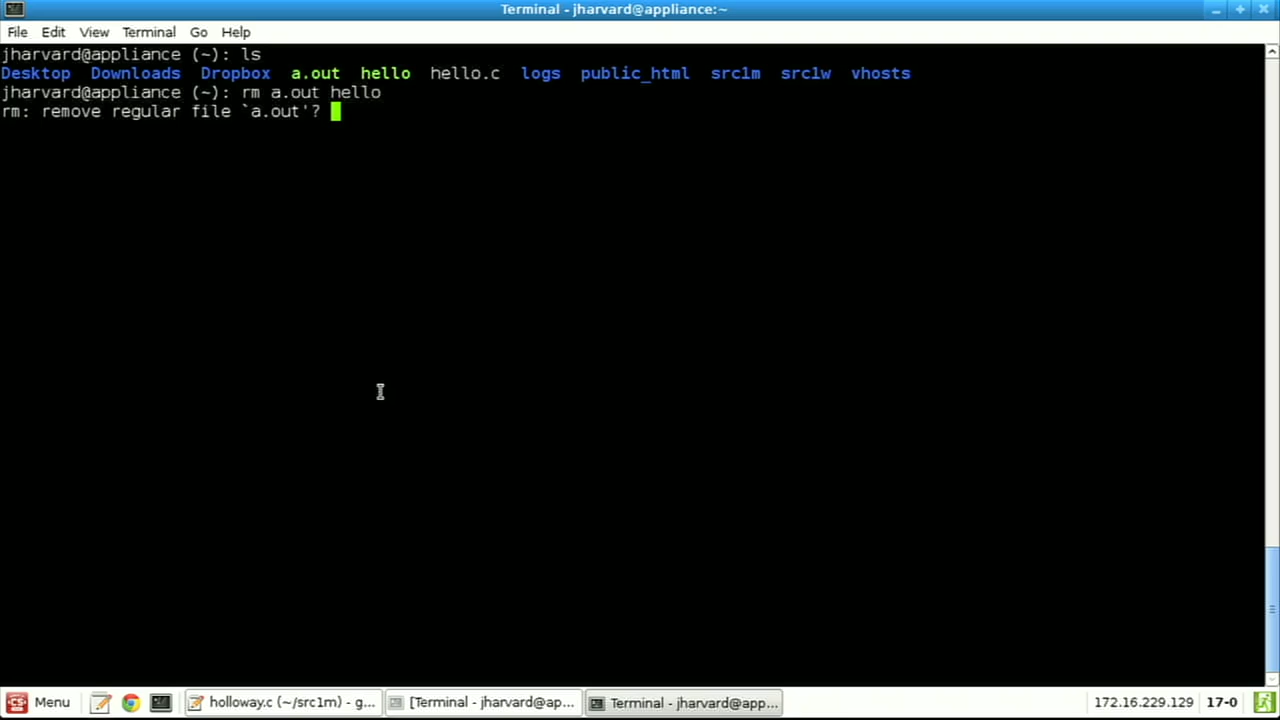 Terminal - jharvard@appliance:~
File Edit View Terminal Go Help
jharvard@appliance (~): ls
Desktop Downloads Dropbox a.out hello hello.c logs public_html src1m src1w vhosts
jharvard@appliance (~): rm a.out hello
rm: remove regular file `a.out'?
Menu holloway.c (~/src1m) - g... [Terminal - jharvard@ap... Terminal - jharvard@app... 172.16.229.129 17-0